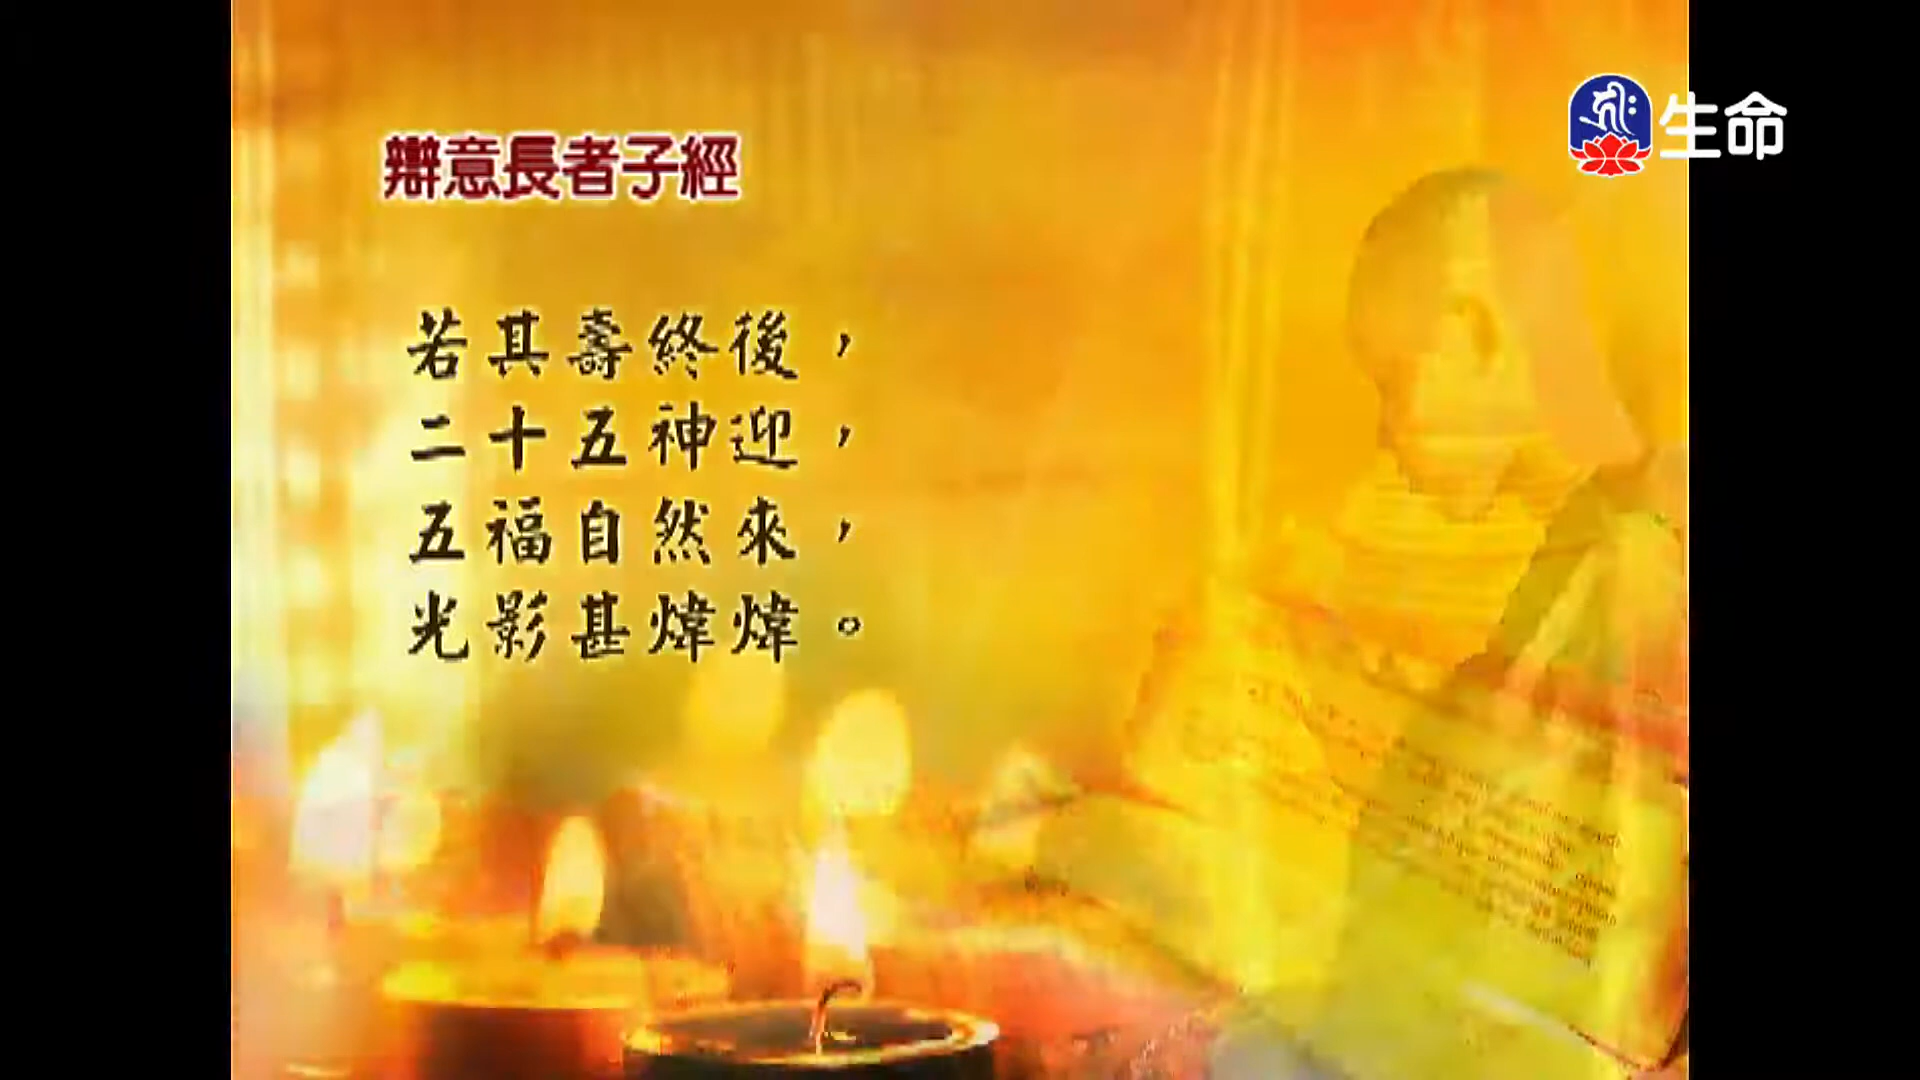 生命
辯意長者子經
若其壽終後，
二十五神迎，
五福自然來，
光影甚煒煒。